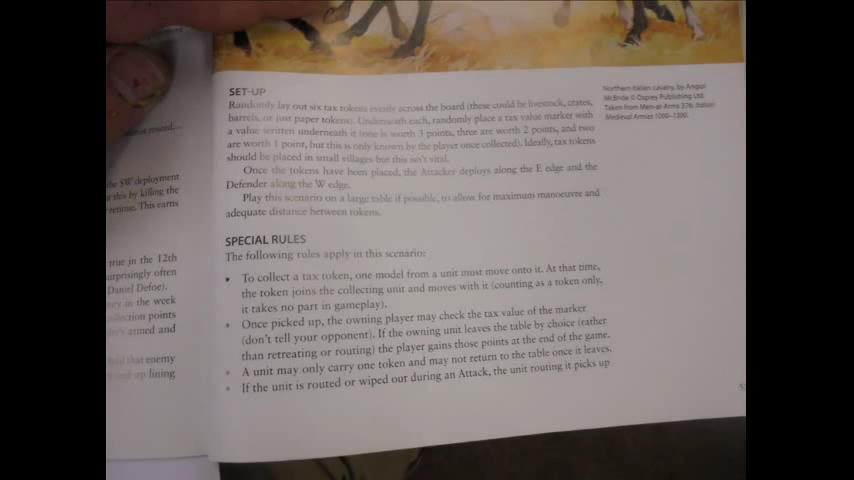 SET-UP
Randomly lay out six tax tokens evenly across the board (these could be livestock, crates,
barrels, or just paper tokens). Underneath each, randomly place a tax value marker with
a value written underneath it (one is worth 3 points, three are worth 2 points, and two
are worth 1 point, but this is only known by the player once collected). Ideally, tax tokens
should be placed in small villages but this isn't vital.
Once the tokens have been placed, the Attacker deploys along the E edge and the
Defender along the W edge.
Play this scenario on a large table if possible, to allow for maximum manoeuvre and
adequate distance between tokens.
SPECIAL RULES
The following rules apply in this scenario:
• To collect a tax token, one model from a unit must move onto it. At that time,
the token joins the collecting unit and moves with it (counting as a token only,
it takes no part in gameplay).
• Once picked up, the owning player may check the tax value of the marker
(don't tell your opponent). If the owning unit leaves the table by choice (rather
than retreating or routing) the player gains those points at the end of the game.
• A unit may only carry one token and may not return to the table once it leaves.
• If the unit is routed or wiped out during an Attack, the unit routing it picks up
Northern Italian cavalry, by Angus
McBride © Osprey Publishing Ltd.
Taken from Men-at-Arms 376: Italian
Medieval Armies 1000–1300.
the SW deployment
this by killing the
retinue. This earns
true in the 12th
surprisingly often
Daniel Defoe).
in the week
collection points
armed and
that enemy
up lining